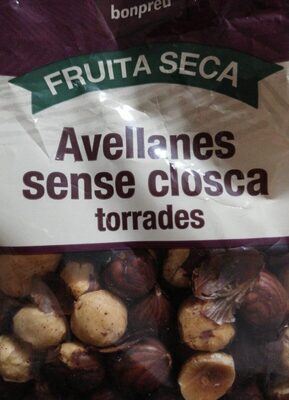 bonpreu
FRUITA SECA
Avellanes
sense closca
torrades